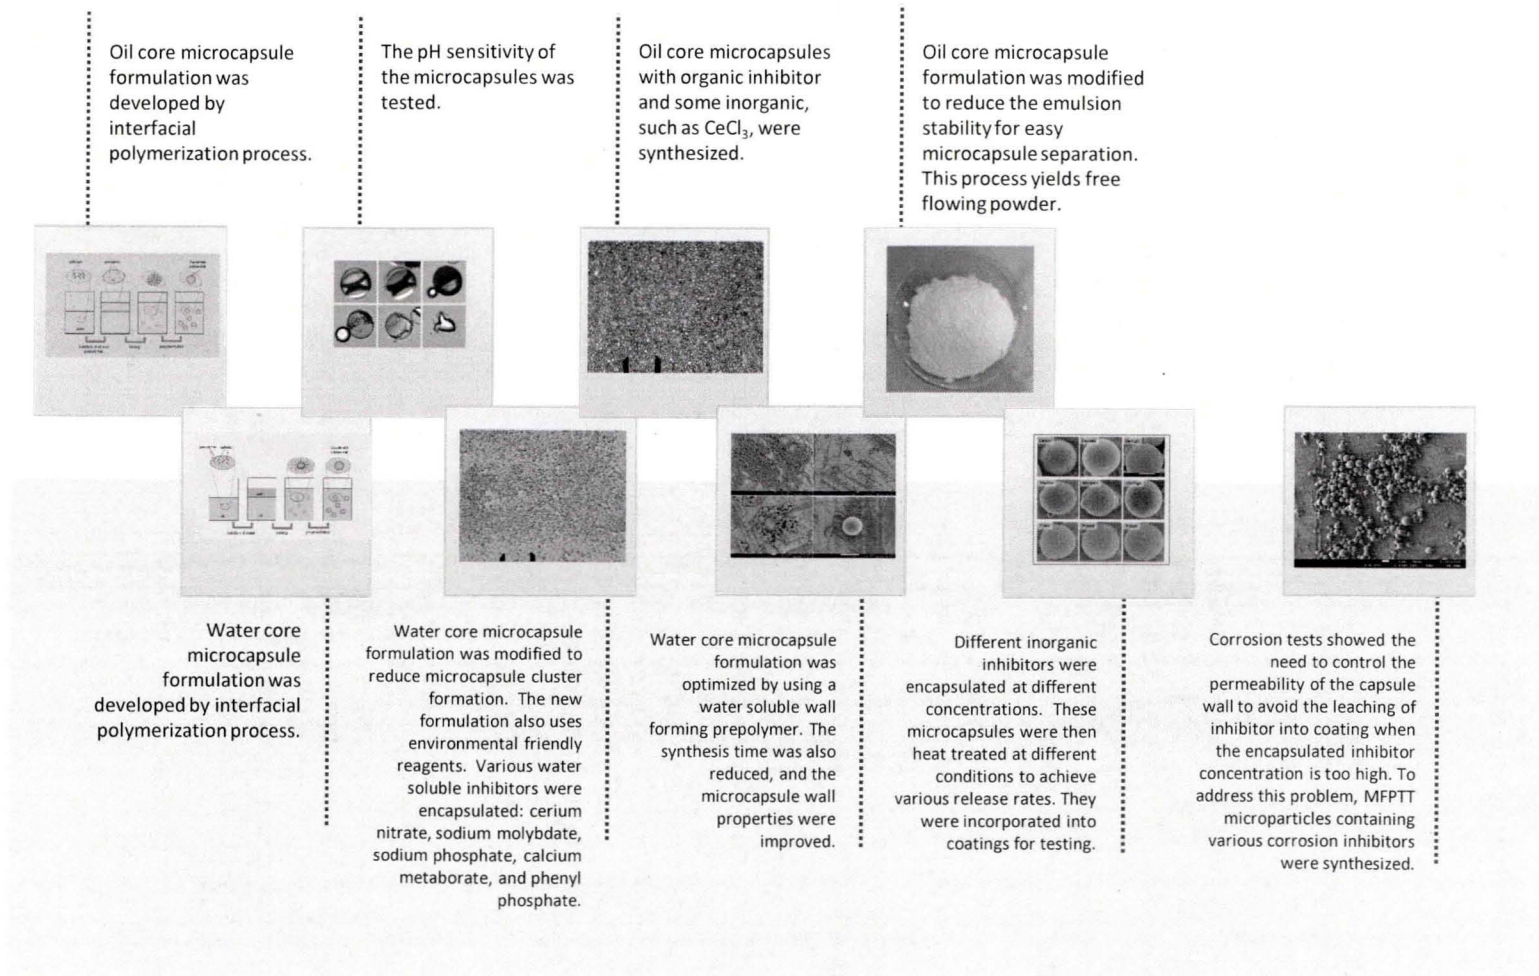 Oil core microcapsule
formulation was
developed by
interfacial
polymerization process.
The pH sensitivity of
the microcapsules was
tested.
Oil core microcapsules
with organic inhibitor
and some inorganic,
such as CeCl₃, were
synthesized.
Oil core microcapsule
formulation was modified
to reduce the emulsion
stability for easy
microcapsule separation.
This process yields free
flowing powder.
Water core
microcapsule
formulation was
developed by interfacial
polymerization process.
Water core microcapsule
formulation was modified to
reduce microcapsule cluster
formation. The new
formulation also uses
environmental friendly
reagents. Various water
soluble inhibitors were
encapsulated: cerium
nitrate, sodium molybdate,
sodium phosphate, calcium
metaborate, and phenyl
phosphate.
Water core microcapsule
formulation was
optimized by using a
water soluble wall
forming prepolymer. The
synthesis time was also
reduced, and the
microcapsule wall
properties were
improved.
Different inorganic
inhibitors were
encapsulated at different
concentrations. These
microcapsules were then
heat treated at different
conditions to achieve
various release rates. They
were incorporated into
coatings for testing.
Corrosion tests showed the
need to control the
permeability of the capsule
wall to avoid the leaching of
inhibitor into coating when
the encapsulated inhibitor
concentration is too high. To
address this problem, MFPTT
microparticles containing
various corrosion inhibitors
were synthesized.